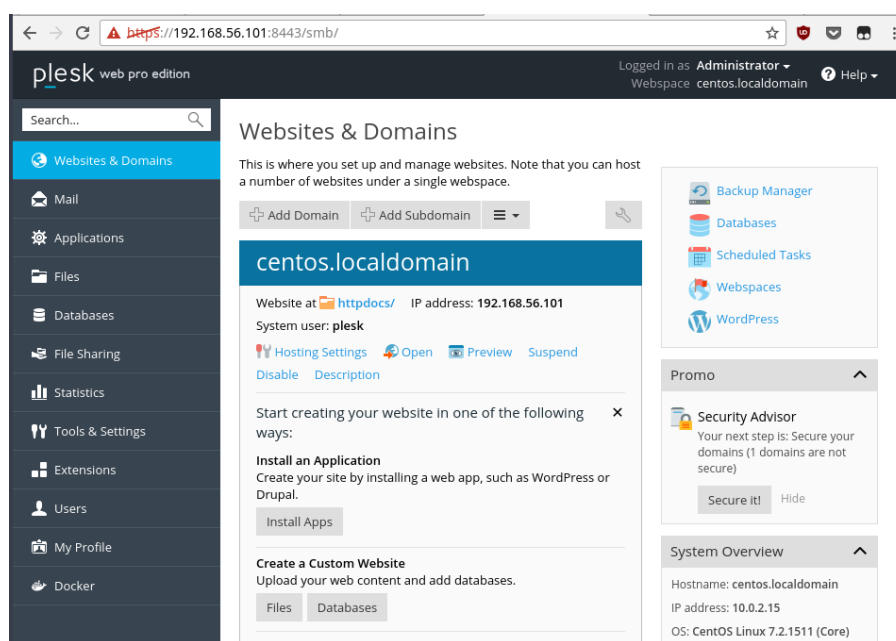 https://192.168.56.101:8443/smb/
plesk web pro edition
Logged in as Administrator
Webspace centos.localdomain
Help
Search...
Websites & Domains
Mail
Applications
Files
Databases
File Sharing
Statistics
Tools & Settings
Extensions
Users
My Profile
Docker
Websites & Domains
This is where you set up and manage websites. Note that you can host
a number of websites under a single webspace.
Add Domain
Add Subdomain
centos.localdomain
Website at httpdocs/ IP address: 192.168.56.101
System user: plesk
Hosting Settings Open Preview Suspend
Disable Description
Start creating your website in one of the following
ways:
Install an Application
Create your site by installing a web app, such as WordPress or
Drupal.
Install Apps
Create a Custom Website
Upload your web content and add databases.
Files Databases
Backup Manager
Databases
Scheduled Tasks
Webspaces
WordPress
Promo
Security Advisor
Your next step is: Secure your
domains (1 domains are not
secure)
Secure it! Hide
System Overview
Hostname: centos.localdomain
IP address: 10.0.2.15
OS: CentOS Linux 7.2.1511 (Core)